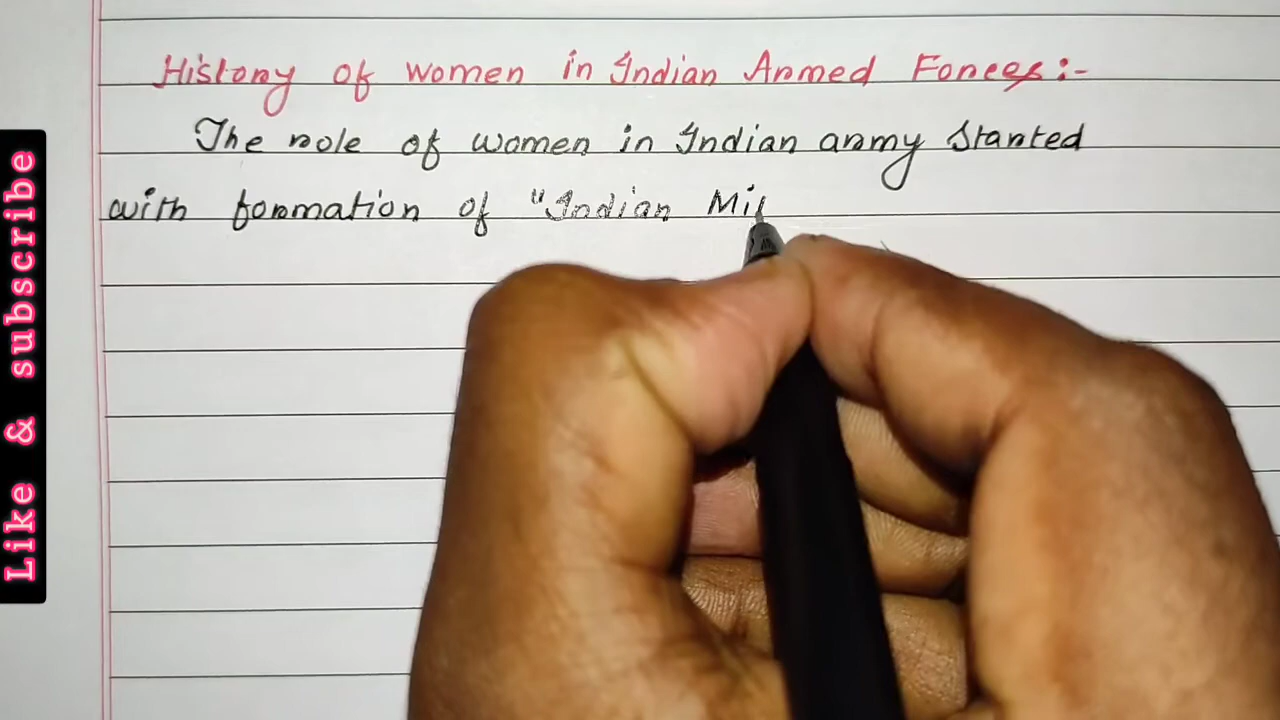 Like & subscribe
History of women in Indian Armed Forces:-
The role of women in Indian army started
with formation of "Indian Mil